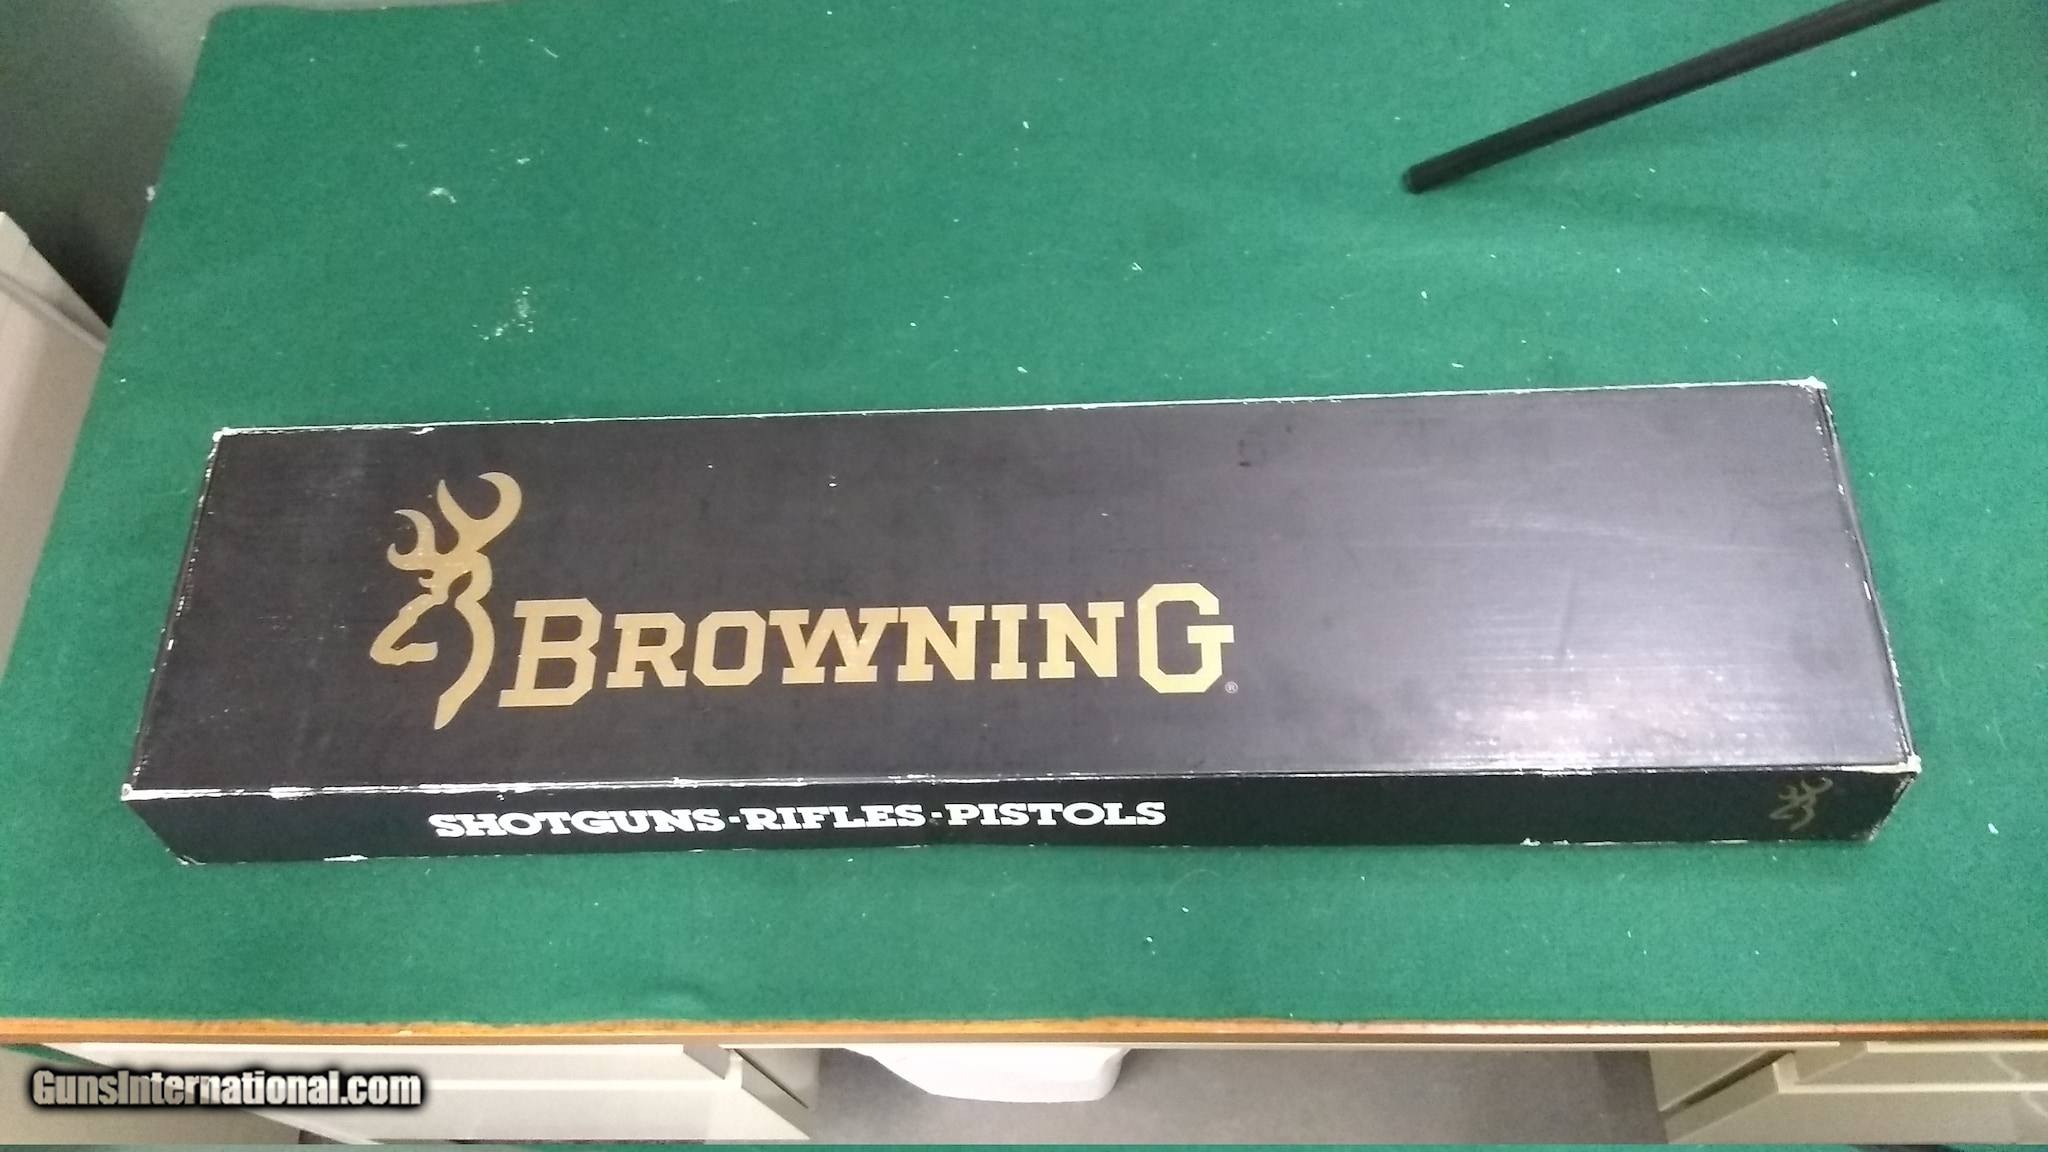 BROWNING®
SHOTGUNS-RIFLES-PISTOLS
GunsInternational.com